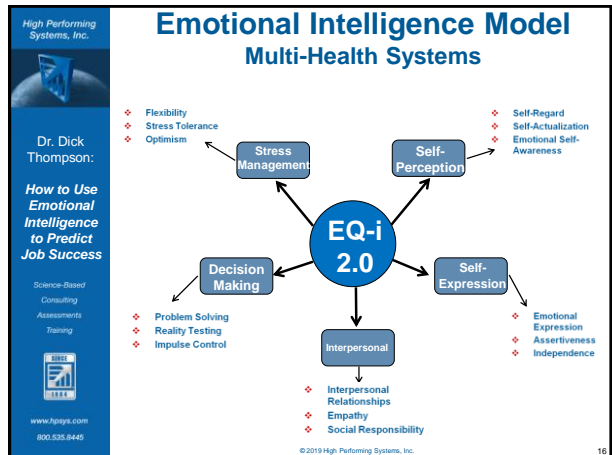 High Performing
Systems, Inc.
Dr. Dick
Thompson:
How to Use
Emotional
Intelligence
to Predict
Job Success
Science-Based
Consulting
Assessments
Training
SINCE
1984
www.hpsys.com
800.535.8445
Emotional Intelligence Model
Multi-Health Systems
Flexibility
Stress Tolerance
Optimism
Stress
Management
Self-Regard
Self-Actualization
Emotional Self-
Awareness
Self-
Perception
EQ-i
2.0
Decision
Making
Problem Solving
Reality Testing
Impulse Control
Self-
Expression
Emotional
Expression
Assertiveness
Independence
Interpersonal
Interpersonal
Relationships
Empathy
Social Responsibility
© 2019 High Performing Systems, Inc.
16